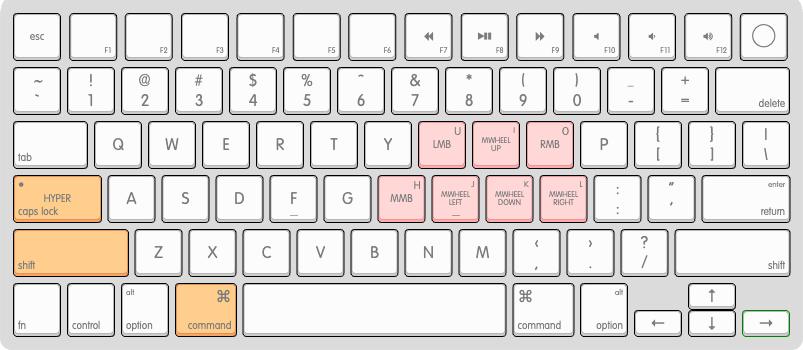 esc F1 F2 F3 F4 F5 F6 F7 F8 F9 F10 F11 F12
~ ! @ # $ % ^ & * ( ) _ +
` 1 2 3 4 5 6 7 8 9 0 - = delete
tab Q W E R T Y LMB U MWHEEL UP I RMB O P { [ } ] | \
HYPER caps lock A S D F _ G MMB H MWHEEL LEFT _ J MWHEEL DOWN K MWHEEL RIGHT L : : " ' enter return
shift Z X C V B N M ‹ , › . ? / shift
fn control alt option ⌘ command ⌘ command alt option ← ↑ ↓ →